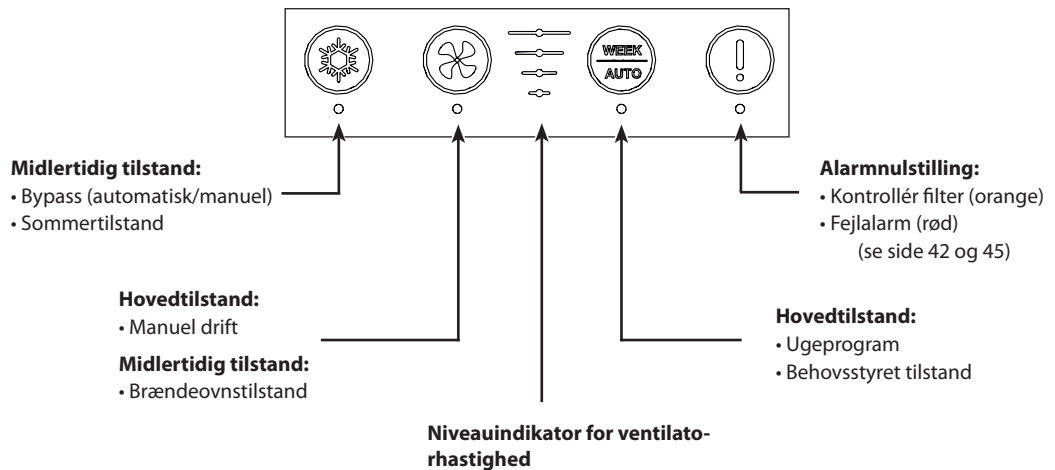 WEEK
AUTO
Midlertidig tilstand:
• Bypass (automatisk/manuel)
• Sommertilstand
Alarmnulstilling:
• Kontrollér filter (orange)
• Fejlalarm (rød)
(se side 42 og 45)
Hovedtilstand:
• Manuel drift
Midlertidig tilstand:
• Brændeovnstilstand
Hovedtilstand:
• Ugeprogram
• Behovsstyret tilstand
Niveauindikator for ventilato-
rhastighed